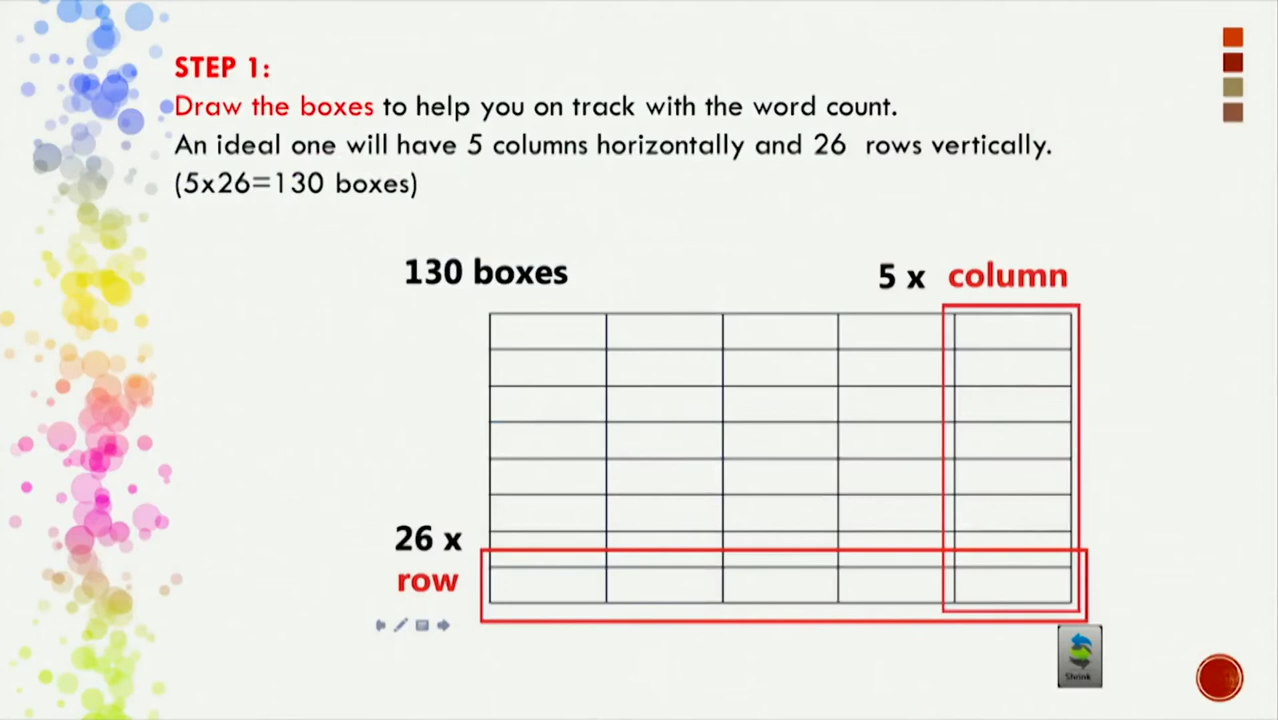 STEP 1:
Draw the boxes to help you on track with the word count.
An ideal one will have 5 columns horizontally and 26 rows vertically.
(5x26=130 boxes)
130 boxes
5 x column
26 x
row
Shrink